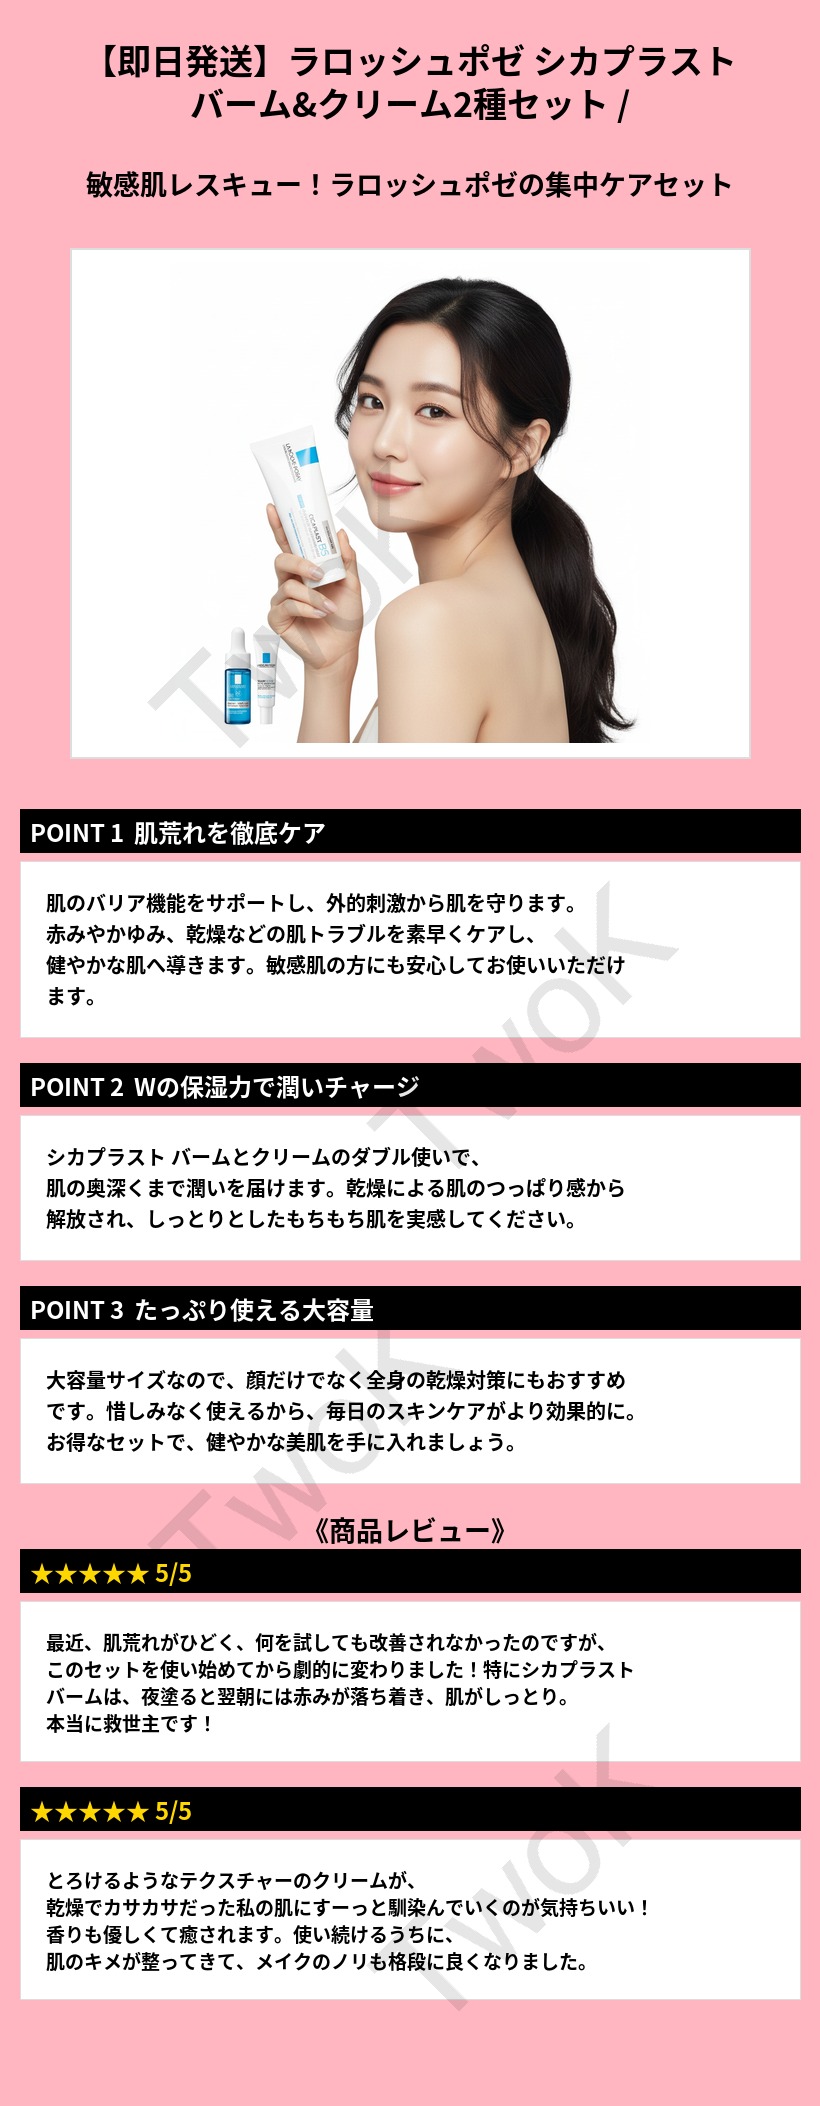 【即日発送】ラロッシュポゼ シカプラスト
バーム&クリーム2種セット /
敏感肌レスキュー！ラロッシュポゼの集中ケアセット
CICAPLAST B5
TwoK
POINT 1 肌荒れを徹底ケア
肌のバリア機能をサポートし、外的刺激から肌を守ります。
赤みやかゆみ、乾燥などの肌トラブルを素早くケアし、
健やかな肌へ導きます。敏感肌の方にも安心してお使いいただけ
ます。
TwoK
POINT 2 Wの保湿力で潤いチャージ
シカプラスト バームとクリームのダブル使いで、
肌の奥深くまで潤いを届けます。乾燥による肌のつっぱり感から
解放され、しっとりとしたもちもち肌を実感してください。
POINT 3 たっぷり使える大容量
大容量サイズなので、顔だけでなく全身の乾燥対策にもおすすめ
です。惜しみなく使えるから、毎日のスキンケアがより効果的に。
お得なセットで、健やかな美肌を手に入れましょう。
TwoK
《商品レビュー》
★★★★★ 5/5
最近、肌荒れがひどく、何を試しても改善されなかったのですが、
このセットを使い始めてから劇的に変わりました！特にシカプラスト
バームは、夜塗ると翌朝には赤みが落ち着き、肌がしっとり。
本当に救世主です！
★★★★★ 5/5
とろけるようなテクスチャーのクリームが、
乾燥でカサカサだった私の肌にすーっと馴染んでいくのが気持ちいい！
香りも優しくて癒されます。使い続けるうちに、
肌のキメが整ってきて、メイクのノリも格段に良くなりました。
TwoK